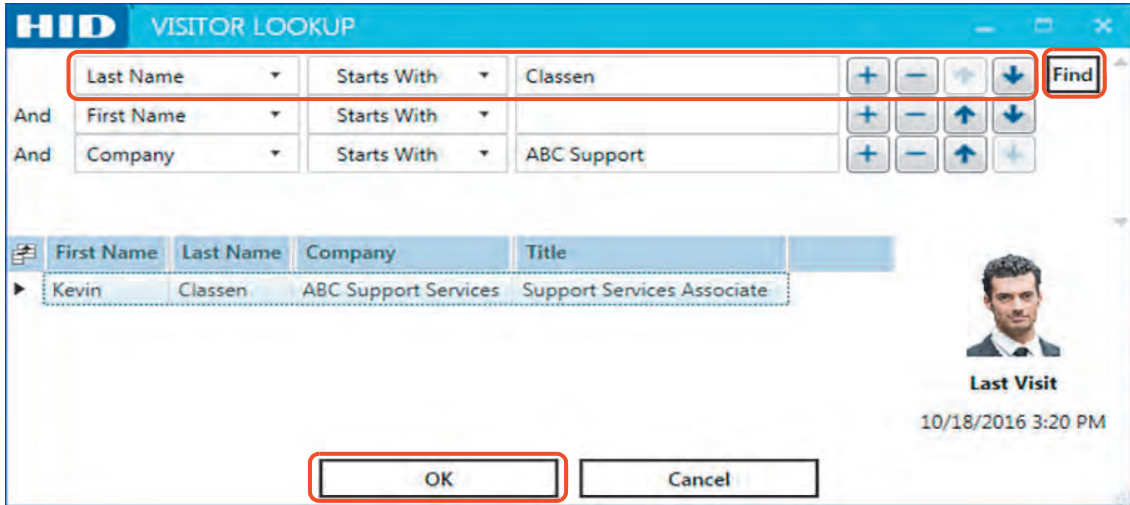 HID VISITOR LOOKUP
Last Name Starts With Classen Find
And First Name Starts With
And Company Starts With ABC Support
First Name Last Name Company Title
Kevin Classen ABC Support Services Support Services Associate
Last Visit
10/18/2016 3:20 PM
OK Cancel